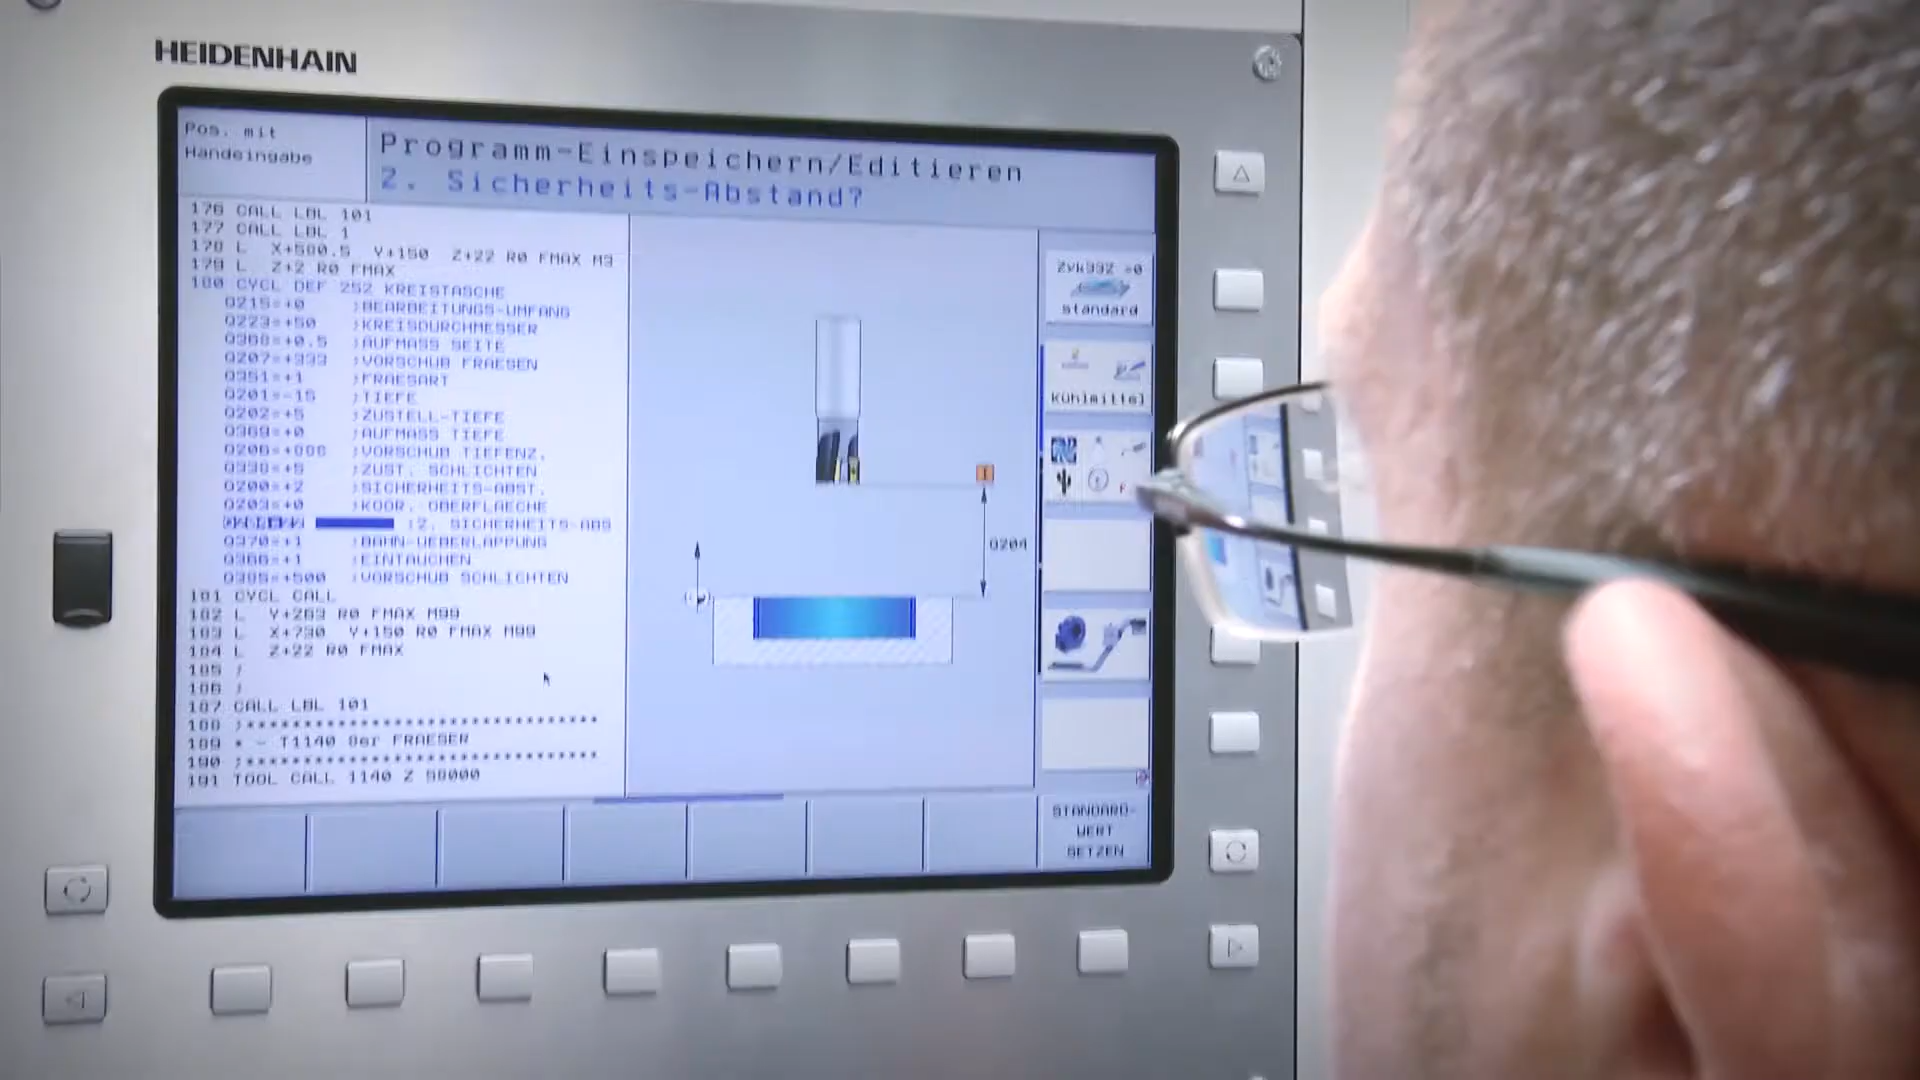 HEIDENHAIN
Pos. mit
Handeingabe
Programm-Einspeichern/Editieren
2. Sicherheits-Abstand?
176 CALL LBL 101
177 CALL LBL 1
178 L X+580.5 Y+150 Z+22 R0 FMAX M3
179 L Z+2 R0 FMAX
180 CYCL DEF 252 KREISTASCHE
Q215=+0 ;BEARBEITUNGS-UMFANG
Q223=+50 ;KREISDURCHMESSER
Q368=+0.5 ;AUFMASS SEITE
Q207=+333 ;VORSCHUB FRAESEN
Q351=+1 ;FRAESART
Q201=-15 ;TIEFE
Q202=+5 ;ZUSTELL-TIEFE
Q369=+0 ;AUFMASS TIEFE
;VORSCHUB TIEFENZ.
Q338=+5 ;ZUST. SCHLICHTEN
Q200=+2 ;SICHERHEITS-ABST.
Q203=+0 ;KOOR. OBERFLAECHE
;2. SICHERHEITS-ABS
Q370=+1 ;BAHN-UEBERLAPPUNG
Q366=+1 ;EINTAUCHEN
Q385=+500 ;VORSCHUB SCHLICHTEN
181 CYCL CALL
182 L Y+263 R0 FMAX M99
183 L X+730 Y+150 R0 FMAX M99
184 L Z+22 R0 FMAX
185 ;
186 ;
187 CALL LBL 101
188 ;*********************************
189 * - T1140 8er FRAESER
190 ;*********************************
191 TOOL CALL 1140 Z S8000
Q204
standard
Kühlmittel
STANDARD-
WERT
SETZEN